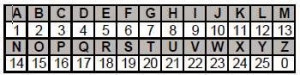 A B C D E F G H I J K L M
1 2 3 4 5 6 7 8 9 10 11 12 13
N O P Q R S T U V W X Y Z
14 15 16 17 18 19 20 21 22 23 24 25 0